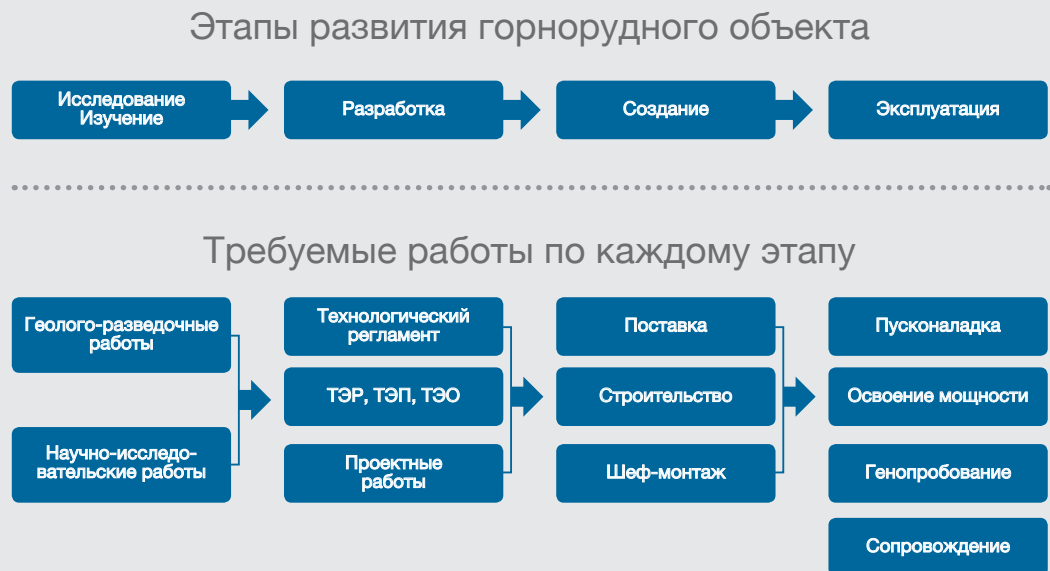 Этапы развития горнорудного объекта
Исследование
Изучение
Разработка
Создание
Эксплуатация
Требуемые работы по каждому этапу
Геолого-разведочные
работы
Научно-исследо-
вательские работы
Технологический
регламент
ТЭР, ТЭП, ТЭО
Проектные
работы
Поставка
Строительство
Шеф-монтаж
Пусконаладка
Освоение мощности
Генопробование
Сопровождение